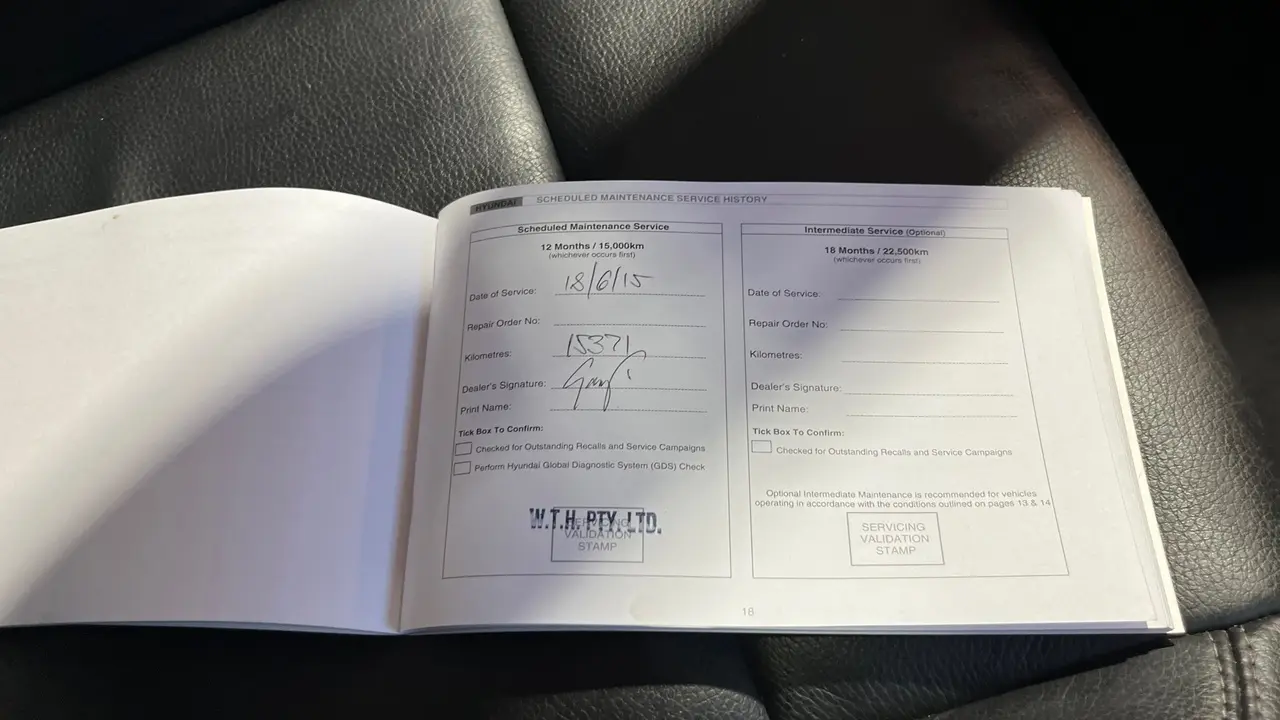 HYUNDAI SCHEDULED MAINTENANCE SERVICE HISTORY
Scheduled Maintenance Service
12 Months / 15,000km
(whichever occurs first)
Date of Service: 18/6/15
Repair Order No:
Kilometres: 15371
Dealer's Signature:
Print Name:
Tick Box To Confirm:
Checked for Outstanding Recalls and Service Campaigns
Perform Hyundai Global Diagnostic System (GDS) Check
W.T.H. PTY. LTD.
SERVICING
VALIDATION
STAMP
Intermediate Service (Optional)
18 Months / 22,500km
(whichever occurs first)
Date of Service:
Repair Order No:
Kilometres:
Dealer's Signature:
Print Name:
Tick Box To Confirm:
Checked for Outstanding Recalls and Service Campaigns
Optional Intermediate Maintenance is recommended for vehicles
operating in accordance with the conditions outlined on pages 13 & 14
SERVICING
VALIDATION
STAMP
18